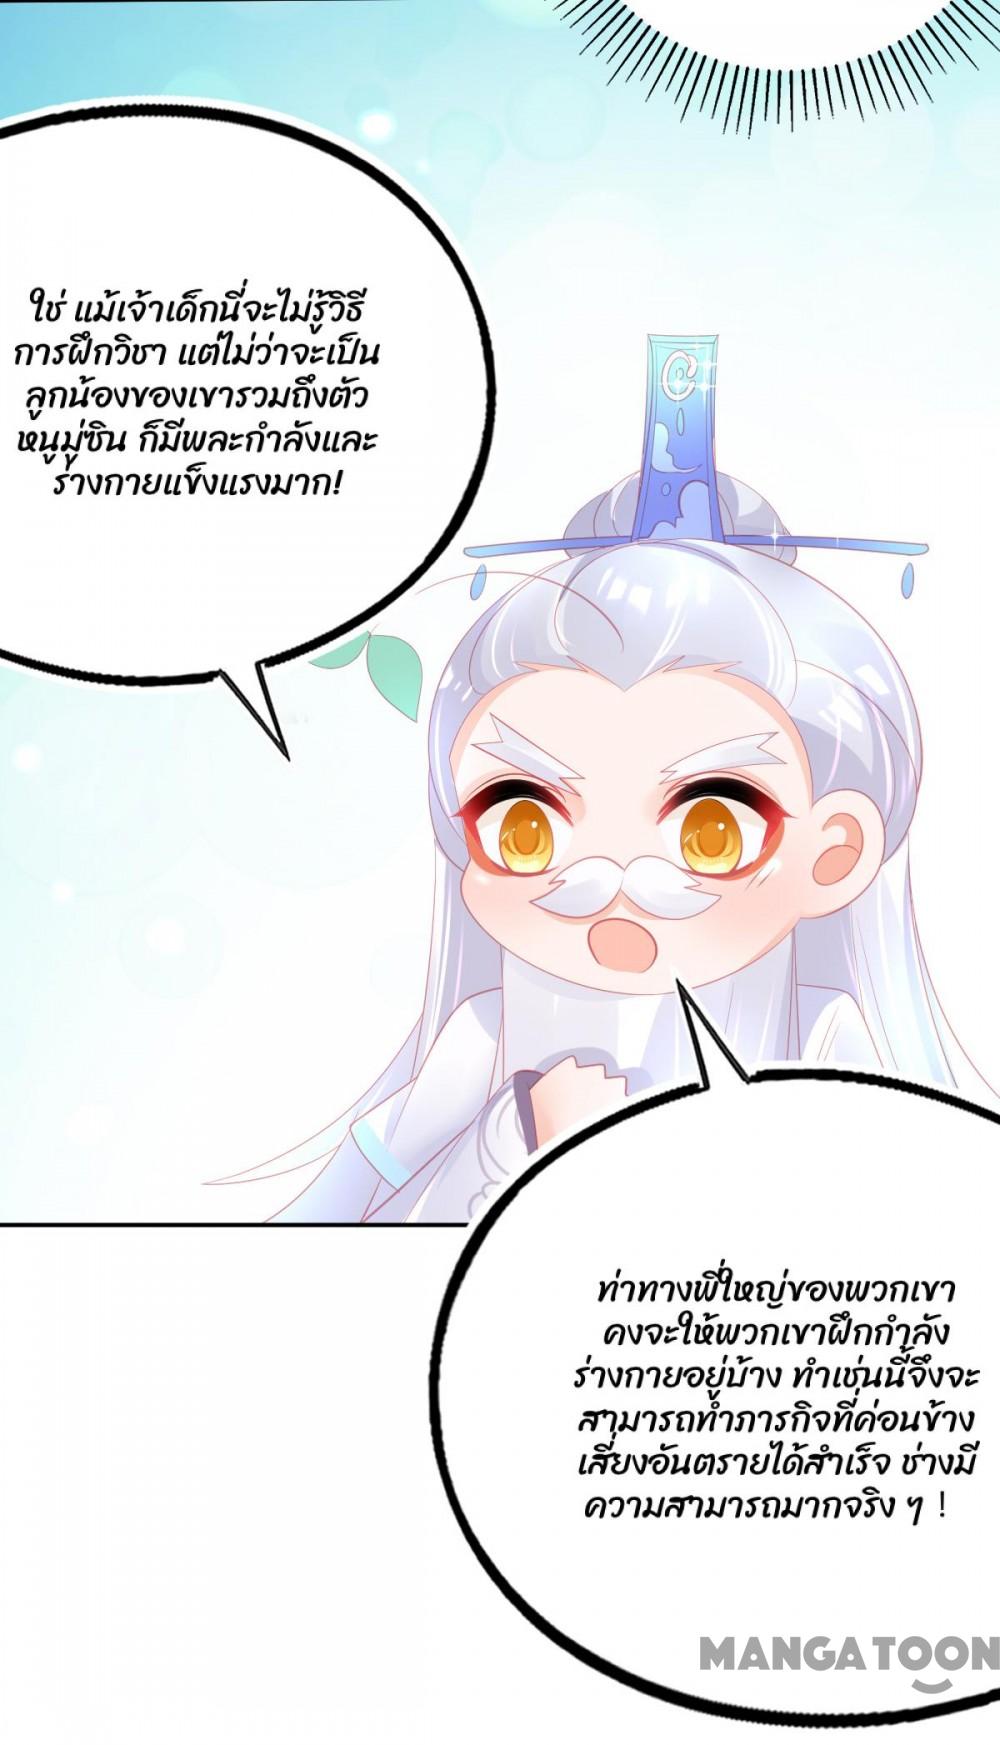 ใช่ แม้เจ้าเด็กนี่จะไม่รู้วิธี
การฝึกวิชา แต่ไม่ว่าจะเป็น
ลูกน้องของเขารวมถึงตัว
หนูมู่ซิน ก็มีพละกำลังและ
ร่างกายแข็งแรงมาก!
ท่าทางพี่ใหญ่ของพวกเขา
คงจะให้พวกเขาฝึกกำลัง
ร่างกายอยู่บ้าง ทำเช่นนี้จึงจะ
สามารถทำภารกิจที่ค่อนข้าง
เสี่ยงอันตรายได้สำเร็จ ช่างมี
ความสามารถมากจริง ๆ !
MANGATOON